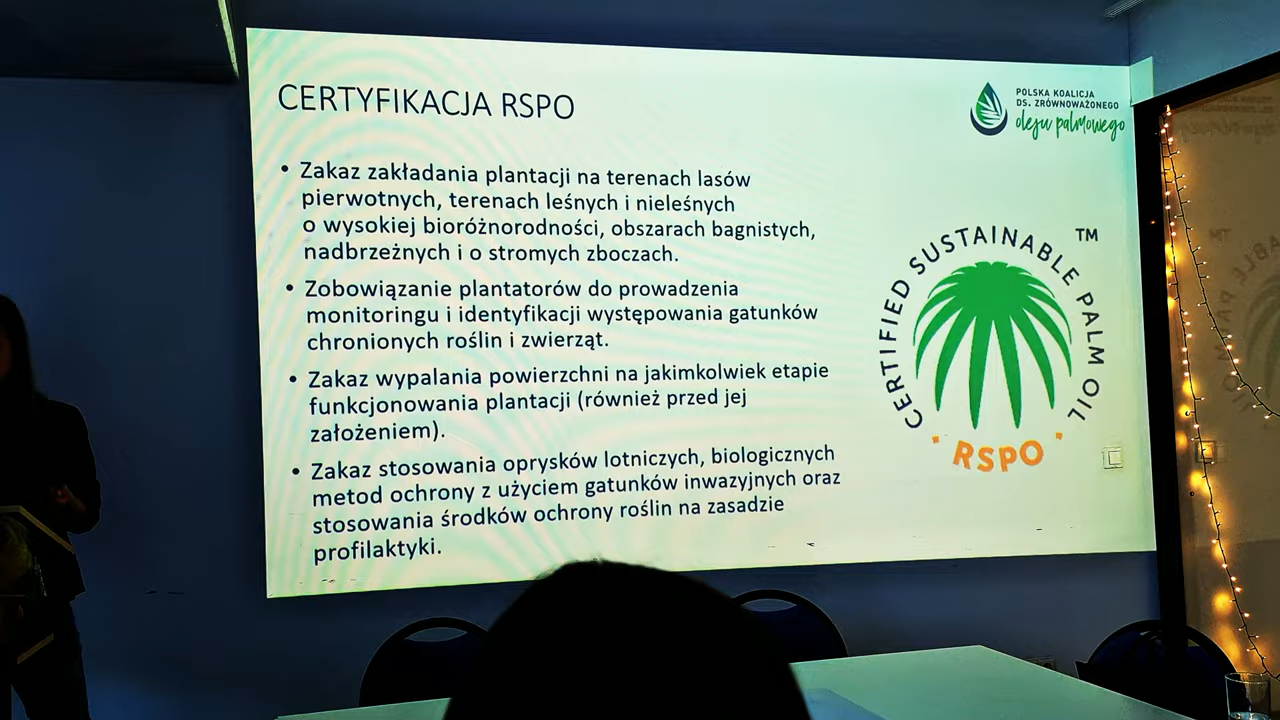 CERTYFIKACJA RSPO
POLSKA KOALICJA
DS. ZRÓWNOWAŻONEGO
oleju palmowego
• Zakaz zakładania plantacji na terenach lasów
pierwotnych, terenach leśnych i nieleśnych
o wysokiej bioróżnorodności, obszarach bagnistych,
nadbrzeżnych i o stromych zboczach.
• Zobowiązanie plantatorów do prowadzenia
monitoringu i identyfikacji występowania gatunków
chronionych roślin i zwierząt.
• Zakaz wypalania powierzchni na jakimkolwiek etapie
funkcjonowania plantacji (również przed jej
założeniem).
• Zakaz stosowania oprysków lotniczych, biologicznych
metod ochrony z użyciem gatunków inwazyjnych oraz
stosowania środków ochrony roślin na zasadzie
profilaktyki.
CERTIFIED SUSTAINABLE PALM OIL
TM
RSPO